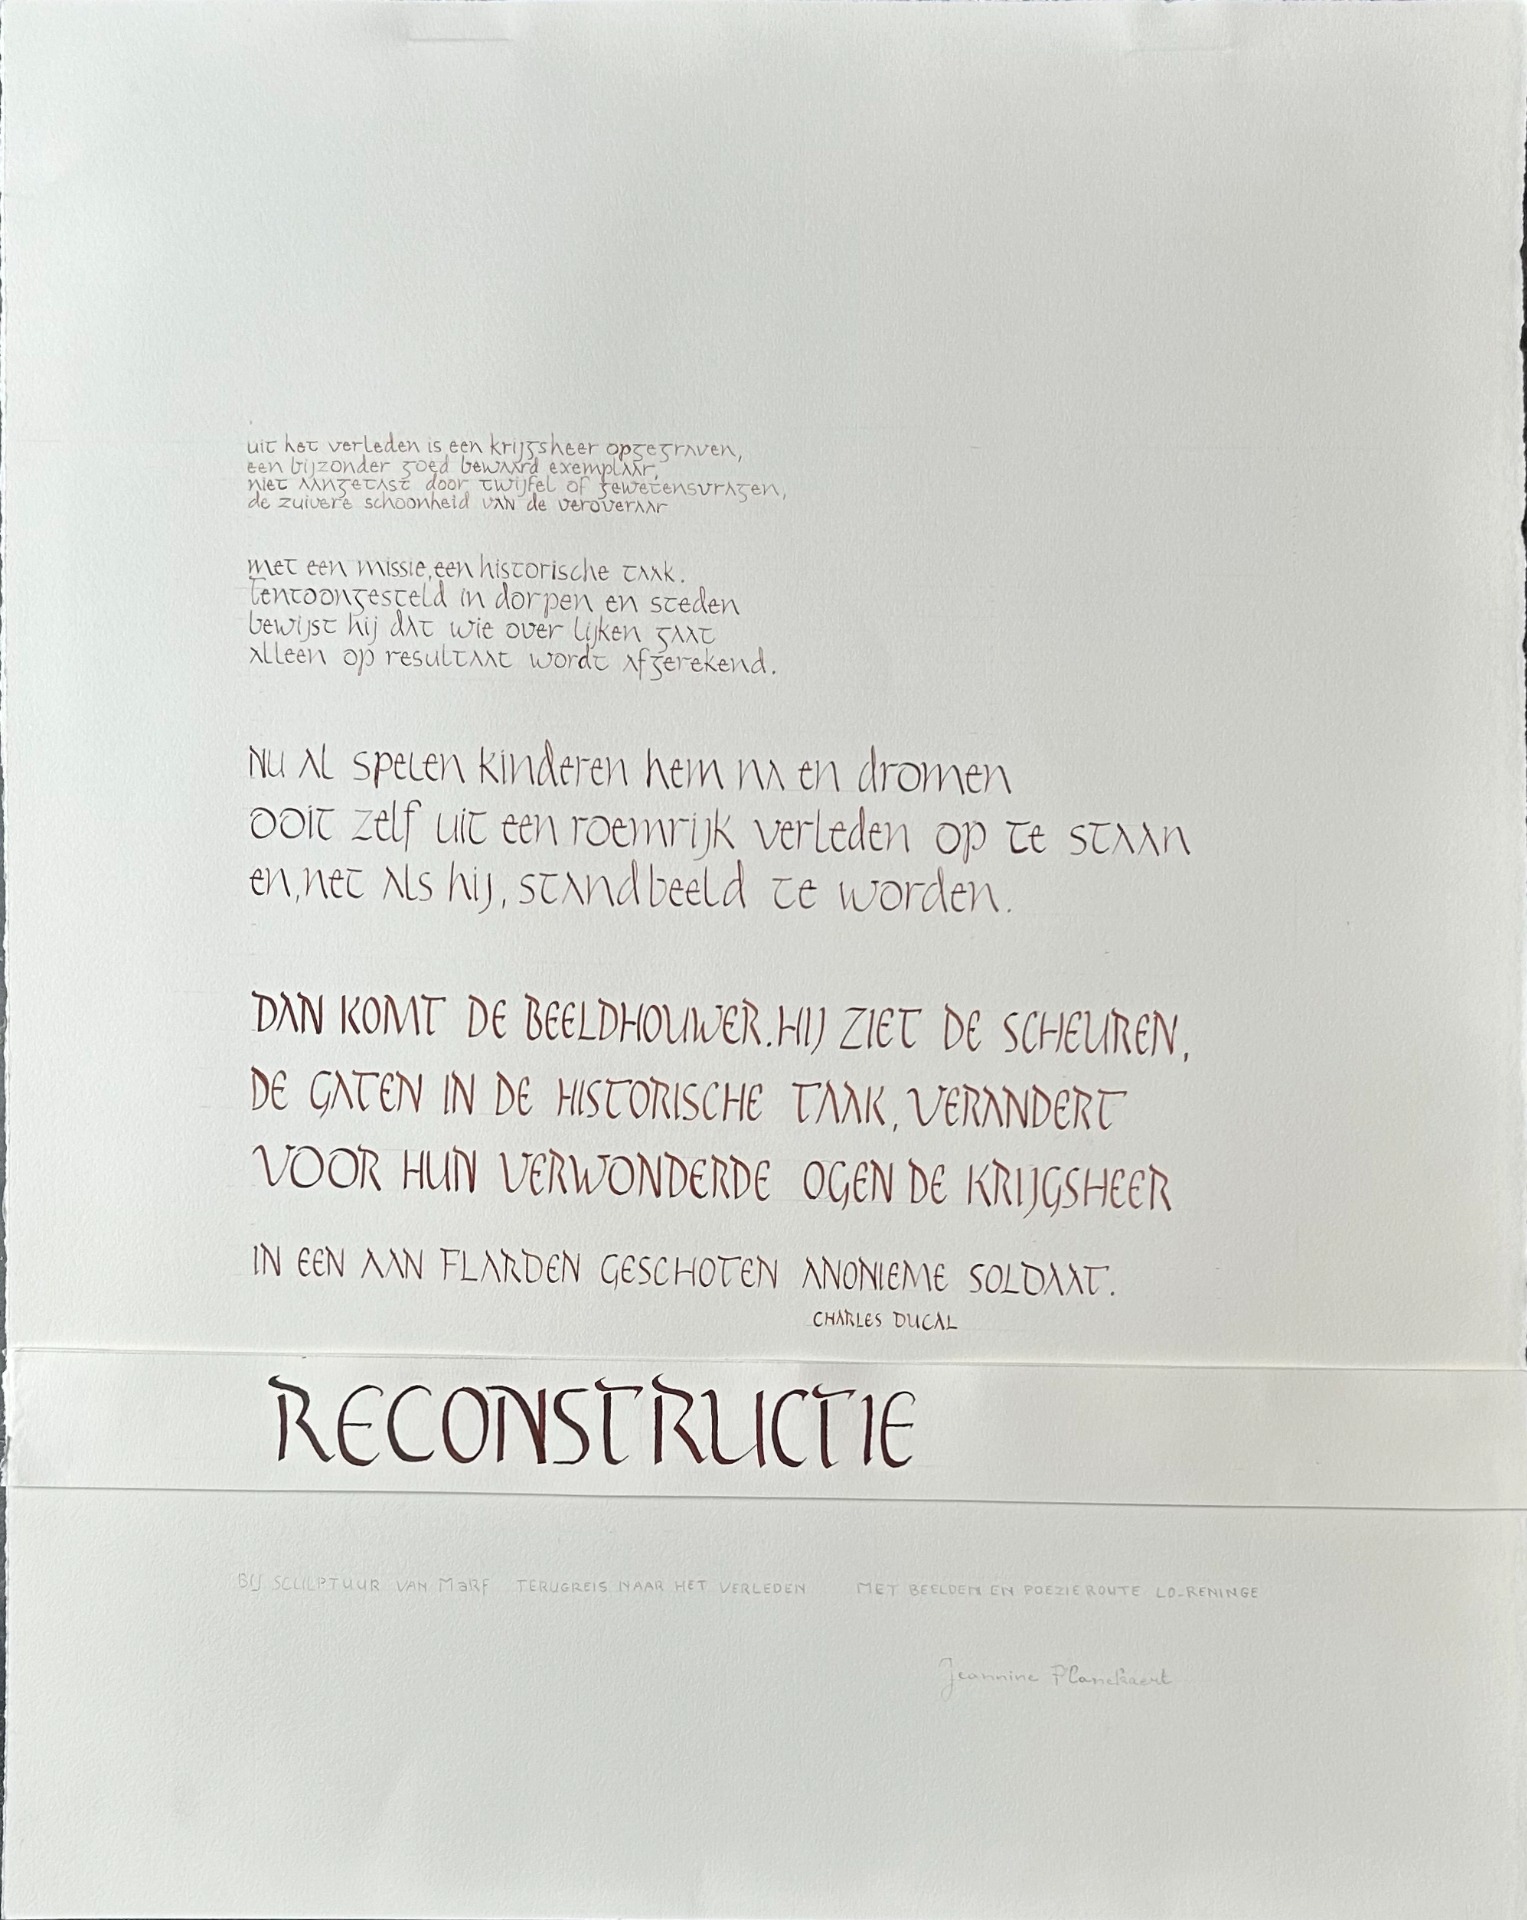 uit het verleden is een krijgsheer opgegraven,
een bijzonder goed bewaard exemplaar,
niet aangetast door twijfel of gewetensvragen,
de zuivere schoonheid van de veroveraar
met een missie, een historische taak.
Tentoongesteld in dorpen en steden
bewijst hij dat wie over lijken gaat
alleen op resultaat wordt afgerekend.
Nu al spelen kinderen hem na en dromen
ooit zelf uit een roemrijk verleden op te staan
en, net als hij, standbeeld te worden.
DAN KOMT DE BEELDHOUWER. HIJ ZIET DE SCHEUREN,
DE GATEN IN DE HISTORISCHE TAAK, VERANDERT
VOOR HUN VERWONDERDE OGEN DE KRIJGSHEER
IN EEN AAN FLARDEN GESCHOTEN ANONIEME SOLDAAT.
CHARLES DUCAL
RECONSTRUCTIE
BIJ SCULPTUUR VAN MaRF TERUGREIS NAAR HET VERLEDEN MET BEELDEN EN POEZIEROUTE LO-RENINGE
Jeannine Planckaert